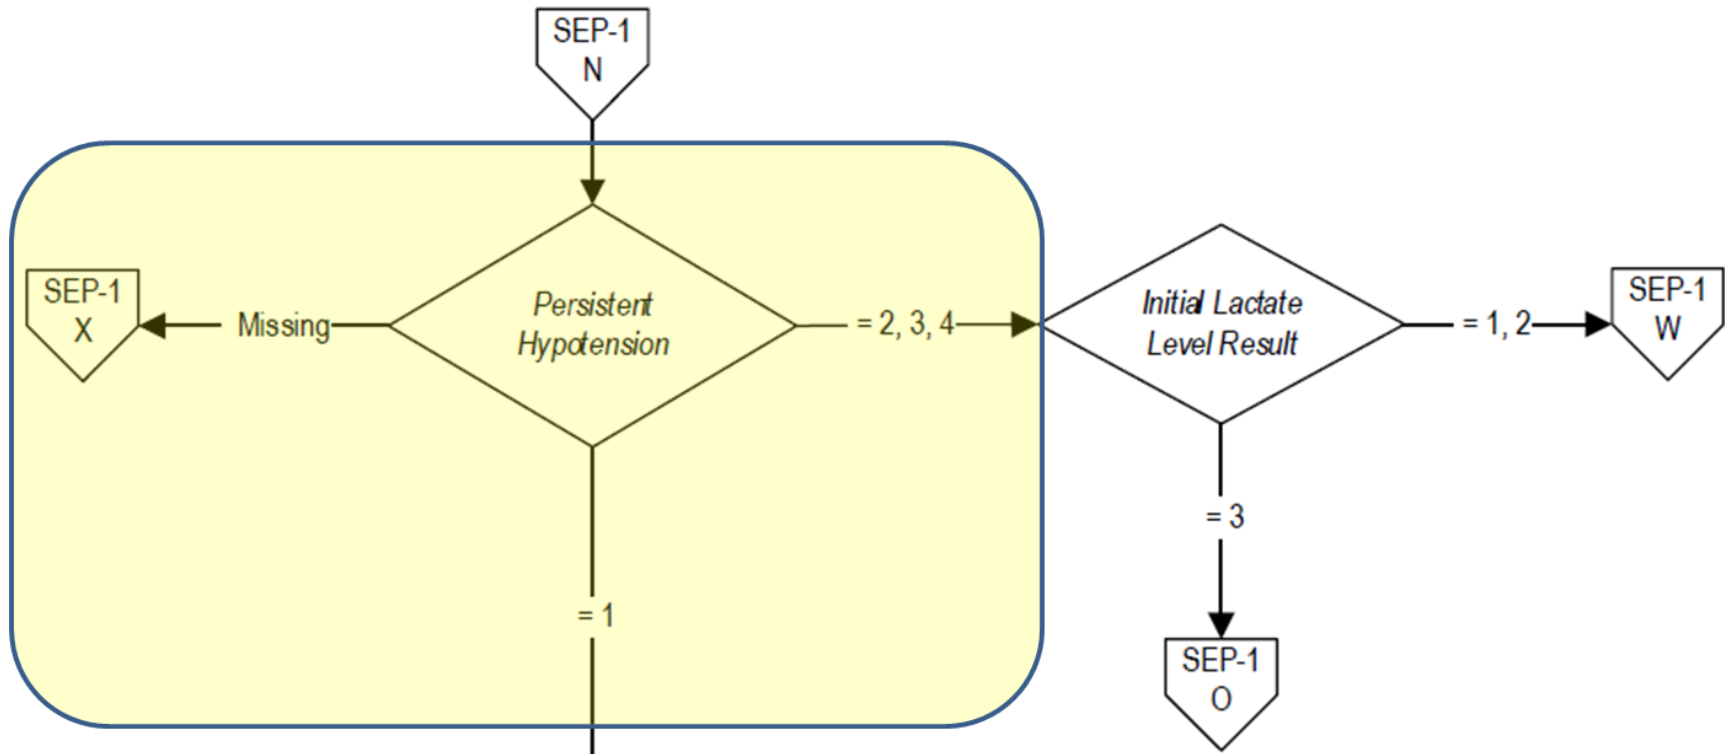 SEP-1
N
SEP-1
X
Missing
Persistent
Hypotension
= 2, 3, 4
Initial Lactate
Level Result
= 1, 2
SEP-1
W
= 3
= 1
SEP-1
O